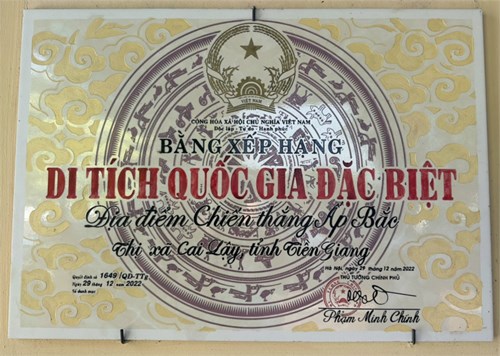 VIỆT NAM
CỘNG HÒA XÃ HỘI CHỦ NGHĨA VIỆT NAM
Độc lập - Tự do - Hạnh phúc
BẰNG XẾP HẠNG
DI TÍCH QUỐC GIA ĐẶC BIỆT
Địa điểm Chiến thắng Ấp Bắc
Thị xã Cai Lậy, tỉnh Tiền Giang
Quyết định số 1649 /QĐ-TTg
Ngày 29 tháng 12 năm 2022
Hà Nội, ngày 29 tháng 12 năm 2022
THỦ TƯỚNG CHÍNH PHỦ
Phạm Minh Chính